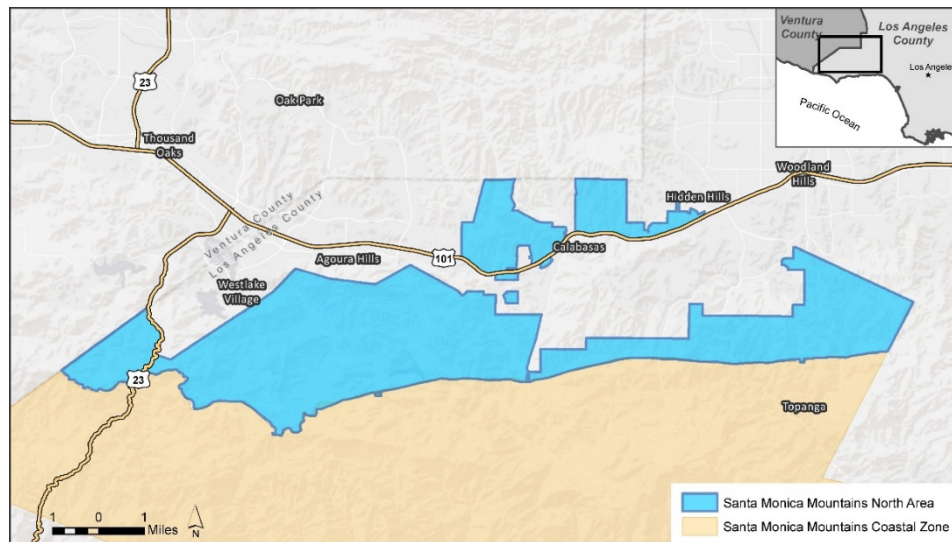 Ventura
County
Los Angeles
County
Los Angeles
Pacific Ocean
23
Oak Park
Thousand
Oaks
Woodland
Hills
Hidden Hills
Ventura County
Los Angeles County
Agoura Hills
101
Calabasas
Westlake
Village
23
Topanga
1 0 1
Miles
N
Santa Monica Mountains North Area
Santa Monica Mountains Coastal Zone